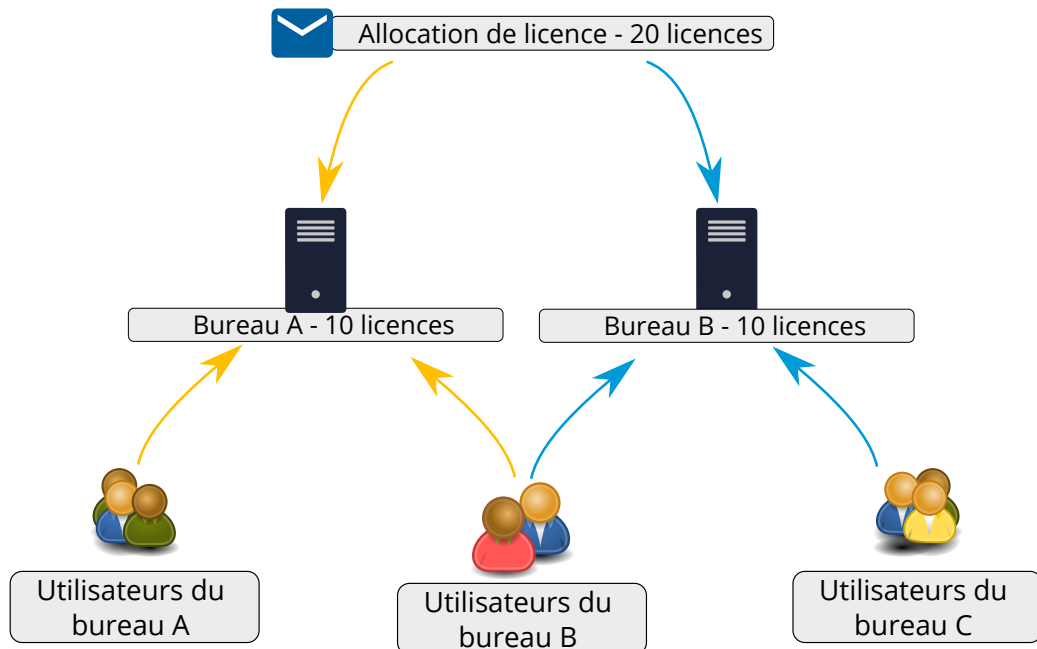 Allocation de licence - 20 licences
Bureau A - 10 licences
Bureau B - 10 licences
Utilisateurs du
bureau A
Utilisateurs du
bureau B
Utilisateurs du
bureau C